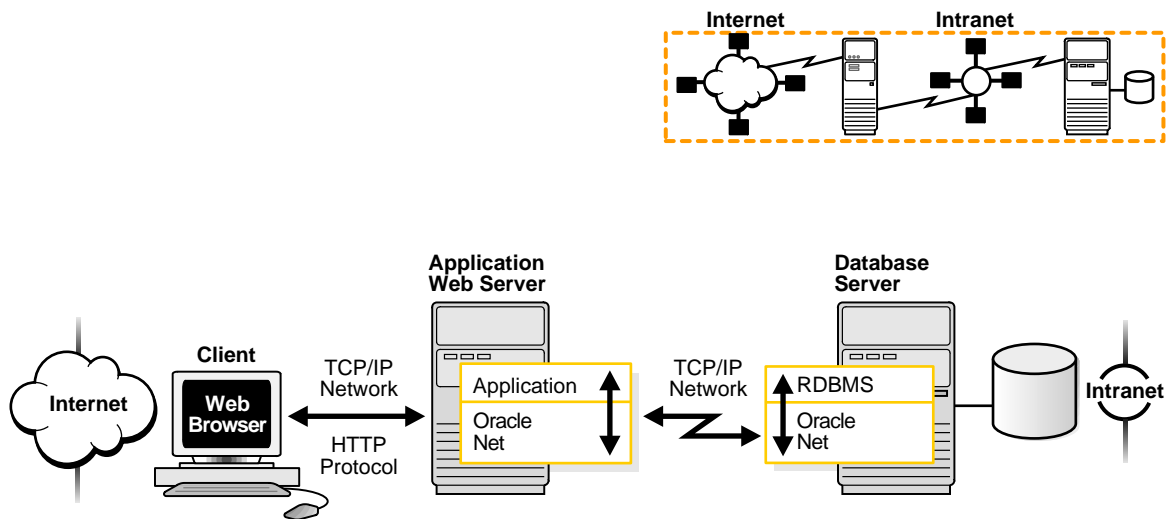 Internet
Intranet
Application
Web Server
Database
Server
Client
Internet
Web
Browser
TCP/IP
Network
HTTP
Protocol
Application
Oracle
Net
TCP/IP
Network
RDBMS
Oracle
Net
Intranet